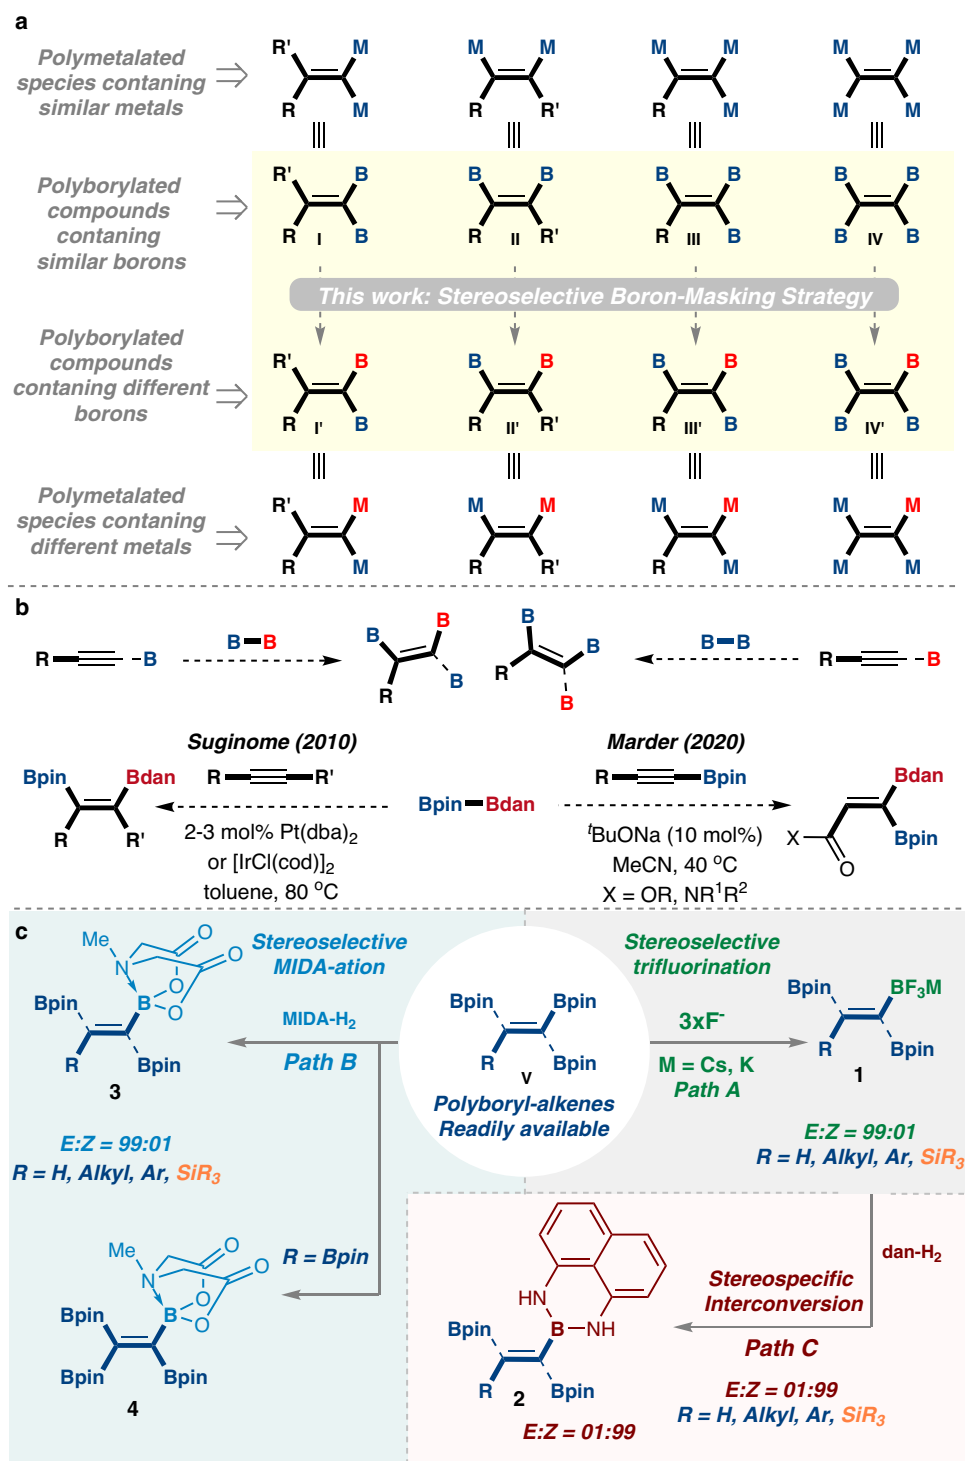 a
Polymetalated
species contaning
similar metals
R' M M M M M M M
R M R R' R M M M
Polyborylated
compounds
contaning
similar borons
R' B B B B B B B
R I B R II R' R III B B IV B
This work: Stereoselective Boron-Masking Strategy
Polyborylated
compounds
contaning different
borons
R' B B B B B B B
R I' B R II' R' R III' B B IV' B
Polymetalated
species contaning
different metals
R' M M M M M M M
R M R R' R M M M
b
R B
B B
B B
R B
B B
R B
B B
R B
Suginome (2010)
Marder (2020)
R R'
R Bpin
Bpin Bdan
R R'
Bpin Bdan
Bdan
X Bpin
O
2-3 mol% Pt(dba)2
or [IrCl(cod)]2
toluene, 80 oC
tBuONa (10 mol%)
MeCN, 40 oC
X = OR, NR1R2
c
Me O
N O
B O
O
Bpin
R Bpin
3
Stereoselective
MIDA-ation
MIDA-H2
Path B
E:Z = 99:01
R = H, Alkyl, Ar, SiR3
Bpin Bpin
R V Bpin
Polyboryl-alkenes
Readily available
Stereoselective
trifluorination
3xF-
M = Cs, K
Path A
Bpin BF3M
R Bpin
1
E:Z = 99:01
R = H, Alkyl, Ar, SiR3
R = Bpin
Me O
N O
B O
O
Bpin
Bpin Bpin
4
dan-H2
Stereospecific
Interconversion
Path C
E:Z = 01:99
R = H, Alkyl, Ar, SiR3
HN
B NH
Bpin
R Bpin
2
E:Z = 01:99